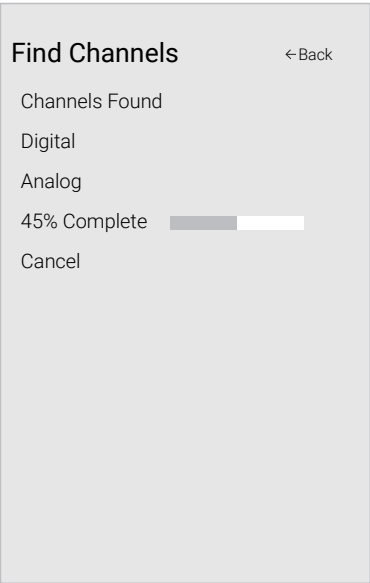 Find Channels
←Back
Channels Found
Digital
Analog
45% Complete
Cancel